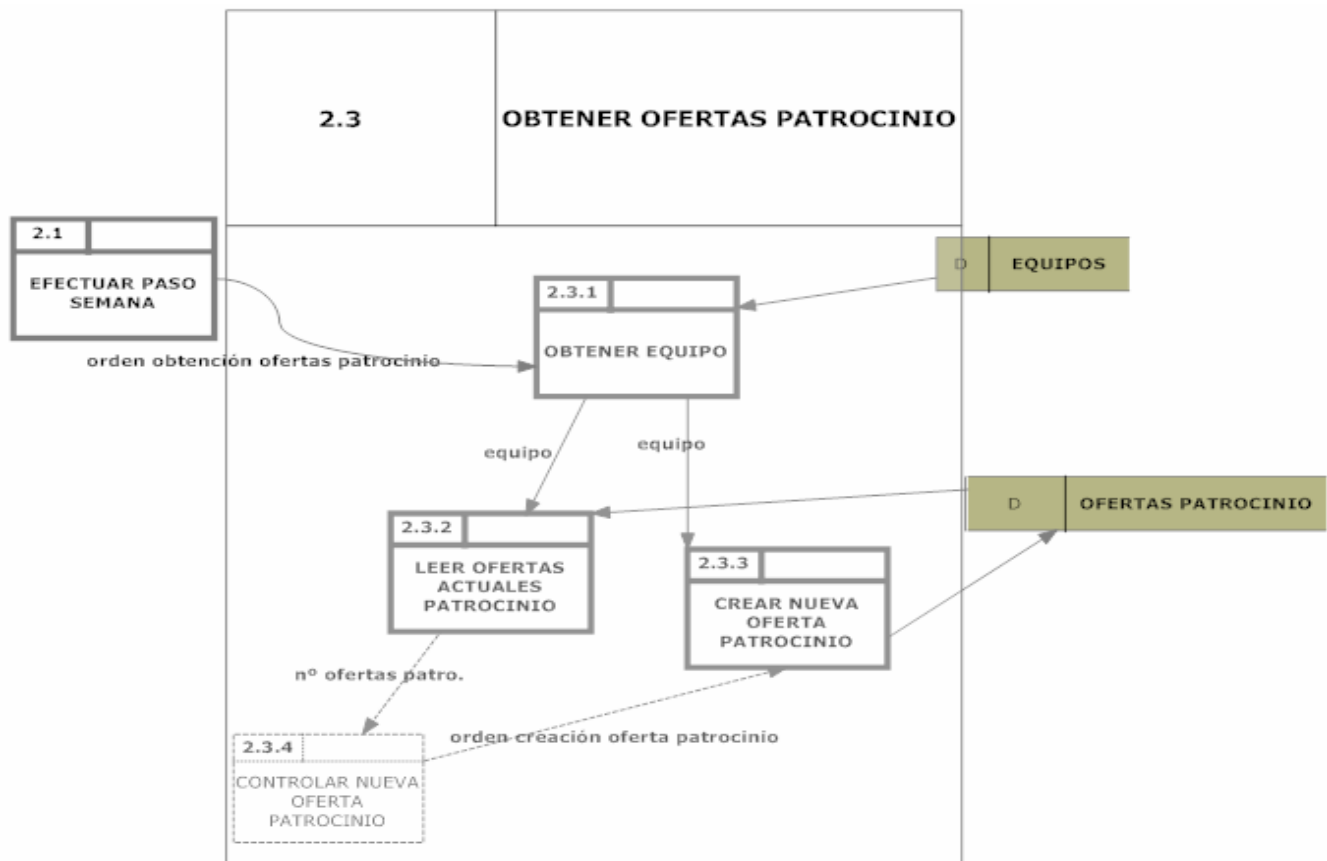 2.3
OBTENER OFERTAS PATROCINIO
2.1
EFECTUAR PASO
SEMANA
D
EQUIPOS
2.3.1
OBTENER EQUIPO
orden obtención ofertas patrocinio
equipo
equipo
D
OFERTAS PATROCINIO
2.3.2
LEER OFERTAS
ACTUALES
PATROCINIO
2.3.3
CREAR NUEVA
OFERTA
PATROCINIO
nº ofertas patro.
orden creación oferta patrocinio
2.3.4
CONTROLAR NUEVA
OFERTA
PATROCINIO